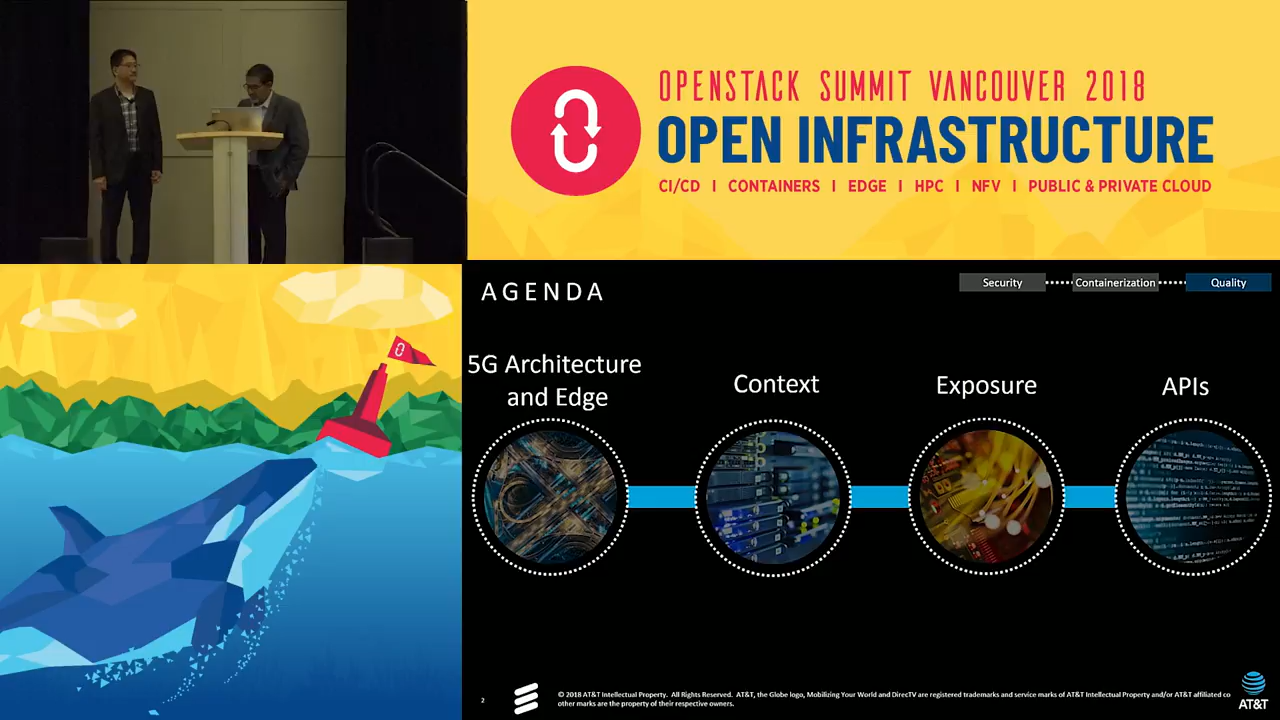 OPENSTACK SUMMIT VANCOUVER 2018
OPEN INFRASTRUCTURE
CI/CD | CONTAINERS | EDGE | HPC | NFV | PUBLIC & PRIVATE CLOUD
AGENDA
Security
Containerization
Quality
5G Architecture
and Edge
Context
Exposure
APIs
2
© 2018 AT&T Intellectual Property. All Rights Reserved. AT&T, the Globe logo, Mobilizing Your World and DirecTV are registered trademarks and service marks of AT&T Intellectual Property and/or AT&T affiliated co
other marks are the property of their respective owners.
AT&T